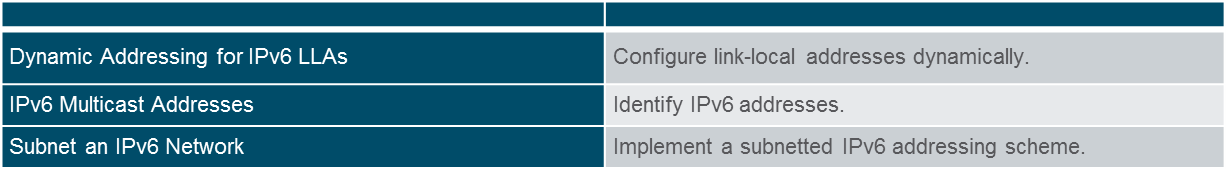 Dynamic Addressing for IPv6 LLAs
Configure link-local addresses dynamically.
IPv6 Multicast Addresses
Identify IPv6 addresses.
Subnet an IPv6 Network
Implement a subnetted IPv6 addressing scheme.